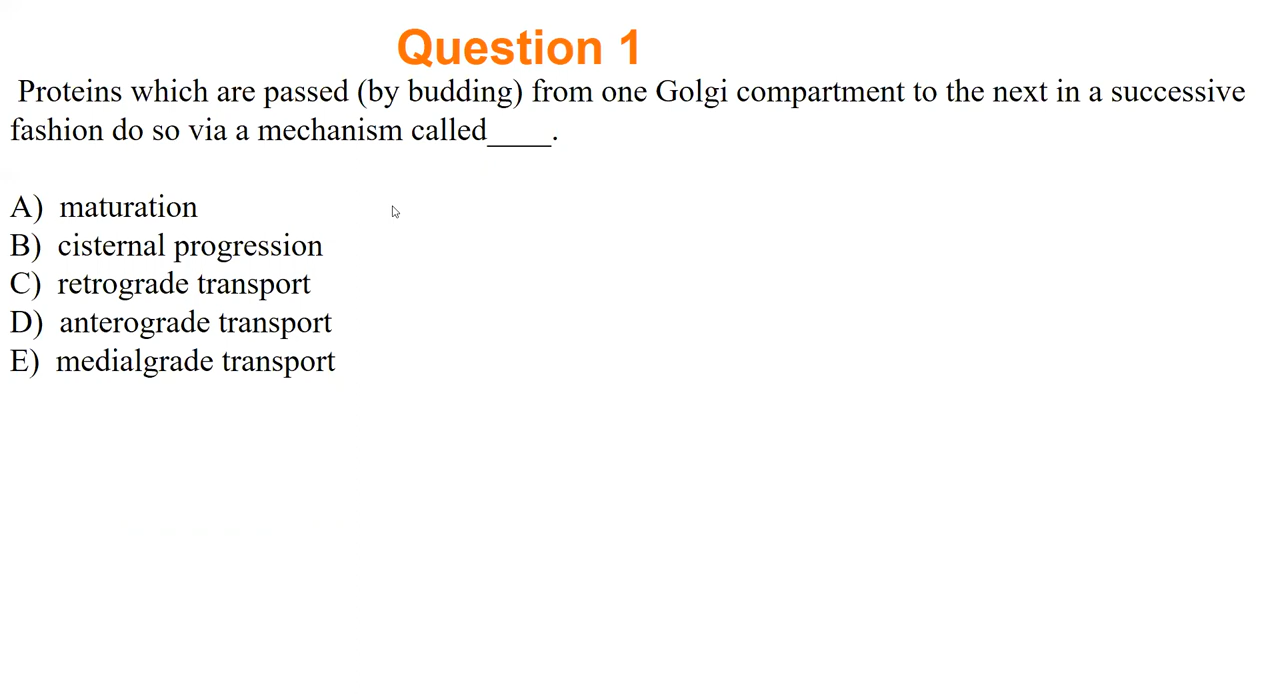 Question 1
Proteins which are passed (by budding) from one Golgi compartment to the next in a successive
fashion do so via a mechanism called____.
A) maturation
B) cisternal progression
C) retrograde transport
D) anterograde transport
E) medialgrade transport